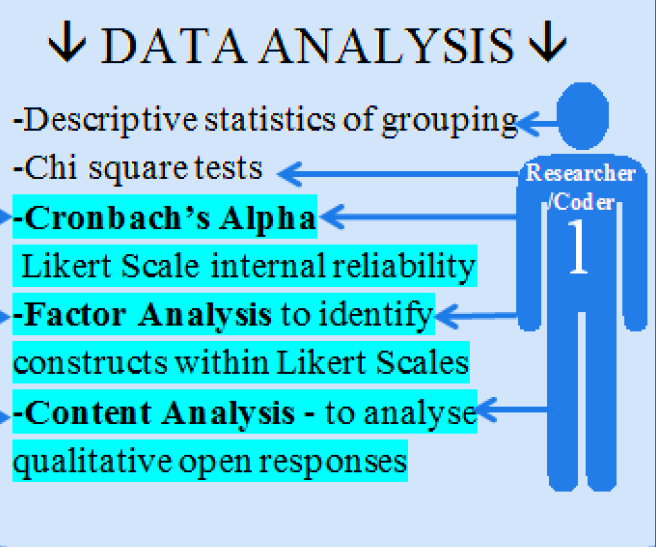 DATA ANALYSIS
-Descriptive statistics of grouping
-Chi square tests
-Cronbach's Alpha
Likert Scale internal reliability
-Factor Analysis to identify
constructs within Likert Scales
-Content Analysis - to analyse
qualitative open responses
Researcher
/Coder
1